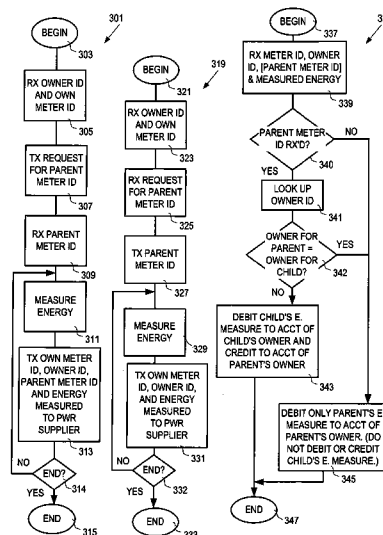 301
BEGIN
303
RX OWNER ID
AND OWN
METER ID
305
TX REQUEST
FOR PARENT
METER ID
307
RX PARENT
METER ID
309
MEASURE
ENERGY
311
TX OWN METER
ID, OWNER ID,
PARENT METER ID
AND ENERGY
MEASURED
TO PWR
SUPPLIER
313
NO
END?
314
YES
END
315
319
BEGIN
321
RX OWNER ID
AND OWN
METER ID
323
RX REQUEST
FOR PARENT
METER ID
325
TX PARENT
METER ID
327
MEASURE
ENERGY
329
TX OWN METER
ID, OWNER ID,
AND ENERGY
MEASURED
TO PWR
SUPPLIER
331
NO
END?
332
YES
END
333
3
BEGIN
337
RX METER ID, OWNER
ID, [PARENT METER ID]
& MEASURED ENERGY
339
PARENT METER
ID RX'D?
340
NO
YES
LOOK UP
OWNER ID
341
OWNER FOR
PARENT =
OWNER FOR
CHILD?
342
YES
NO
DEBIT CHILD'S E.
MEASURE TO ACCT OF
CHILD'S OWNER AND
CREDIT TO ACCT OF
PARENT'S OWNER
343
DEBIT ONLY PARENT'S E.
MEASURE TO ACCT OF
PARENT'S OWNER. (DO
NOT DEBIT OR CREDIT
CHILD'S E. MEASURE.)
345
END
347